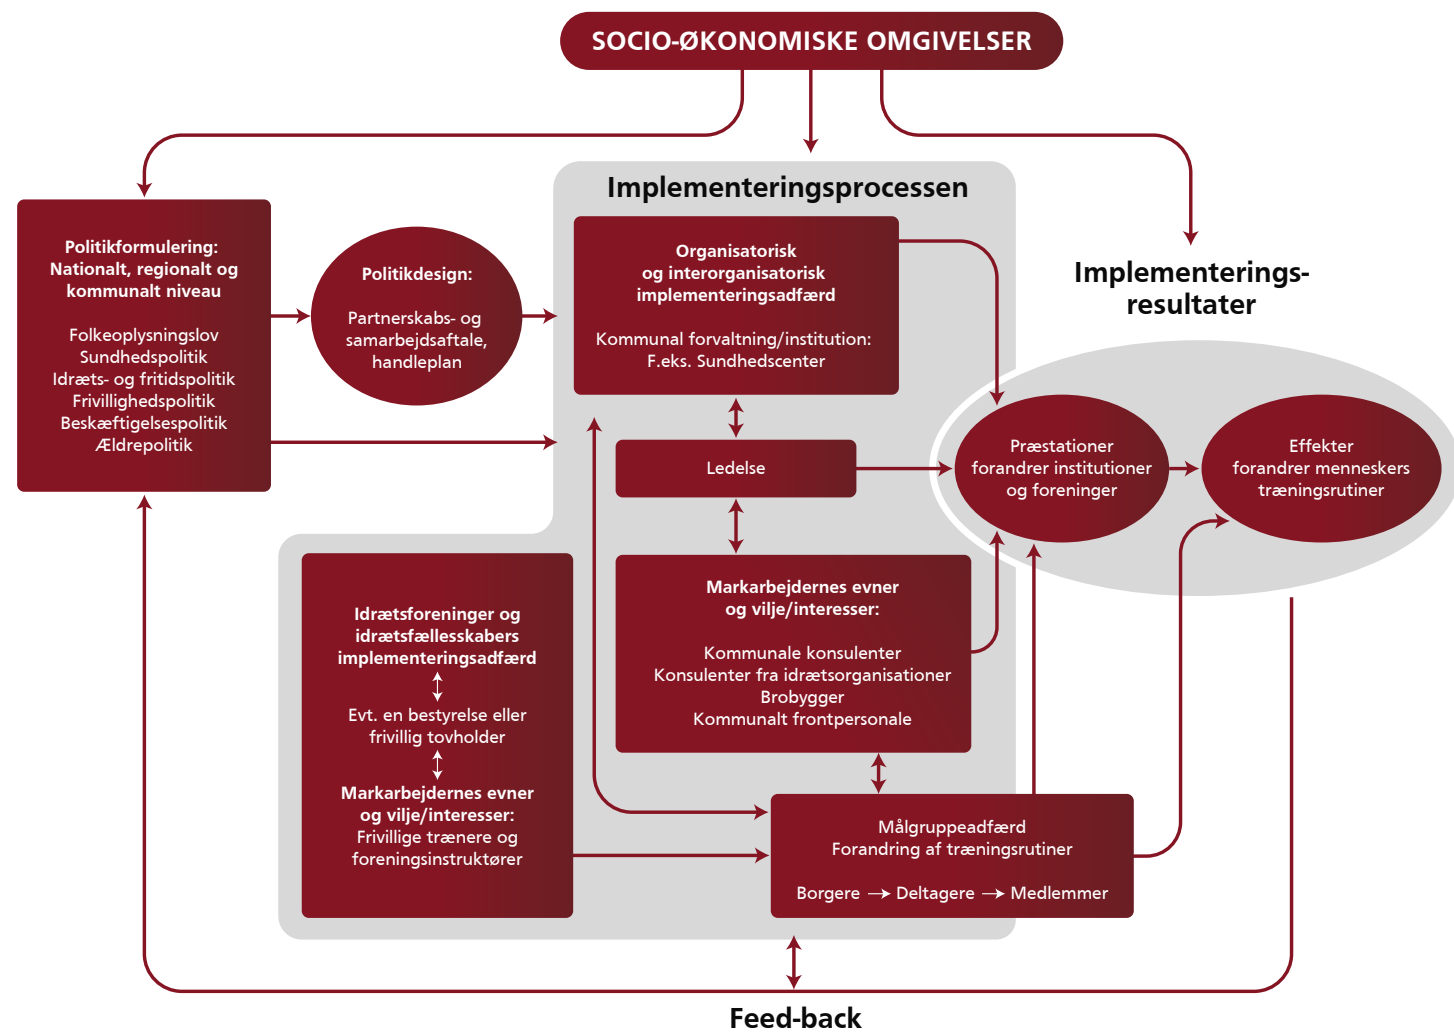 SOCIO-ØKONOMISKE OMGIVELSER
Politikformulering:
Nationalt, regionalt og
kommunalt niveau
Folkeoplysningslov
Sundhedspolitik
Idræts- og fritidspolitik
Frivillighedspolitik
Beskæftigelsespolitik
Ældrepolitik
Politikdesign:
Partnerskabs- og
samarbejdsaftale,
handleplan
Implementeringsprocessen
Organisatorisk
og interorganisatorisk
implementeringsadfærd
Kommunal forvaltning/institution:
F.eks. Sundhedscenter
Ledelse
Markarbejdernes evner
og vilje/interesser:
Kommunale konsulenter
Konsulenter fra idrætsorganisationer
Brobygger
Kommunalt frontpersonale
Idrætsforeninger og
idrætsfællesskabers
implementeringsadfærd
Evt. en bestyrelse eller
frivillig tovholder
Markarbejdernes evner
og vilje/interesser:
Frivillige trænere og
foreningsinstruktører
Målgruppeadfærd
Forandring af træningsrutiner
Borgere → Deltagere → Medlemmer
Implementerings-
resultater
Præstationer
forandrer institutioner
og foreninger
Effekter
forandrer menneskers
træningsrutiner
Feed-back